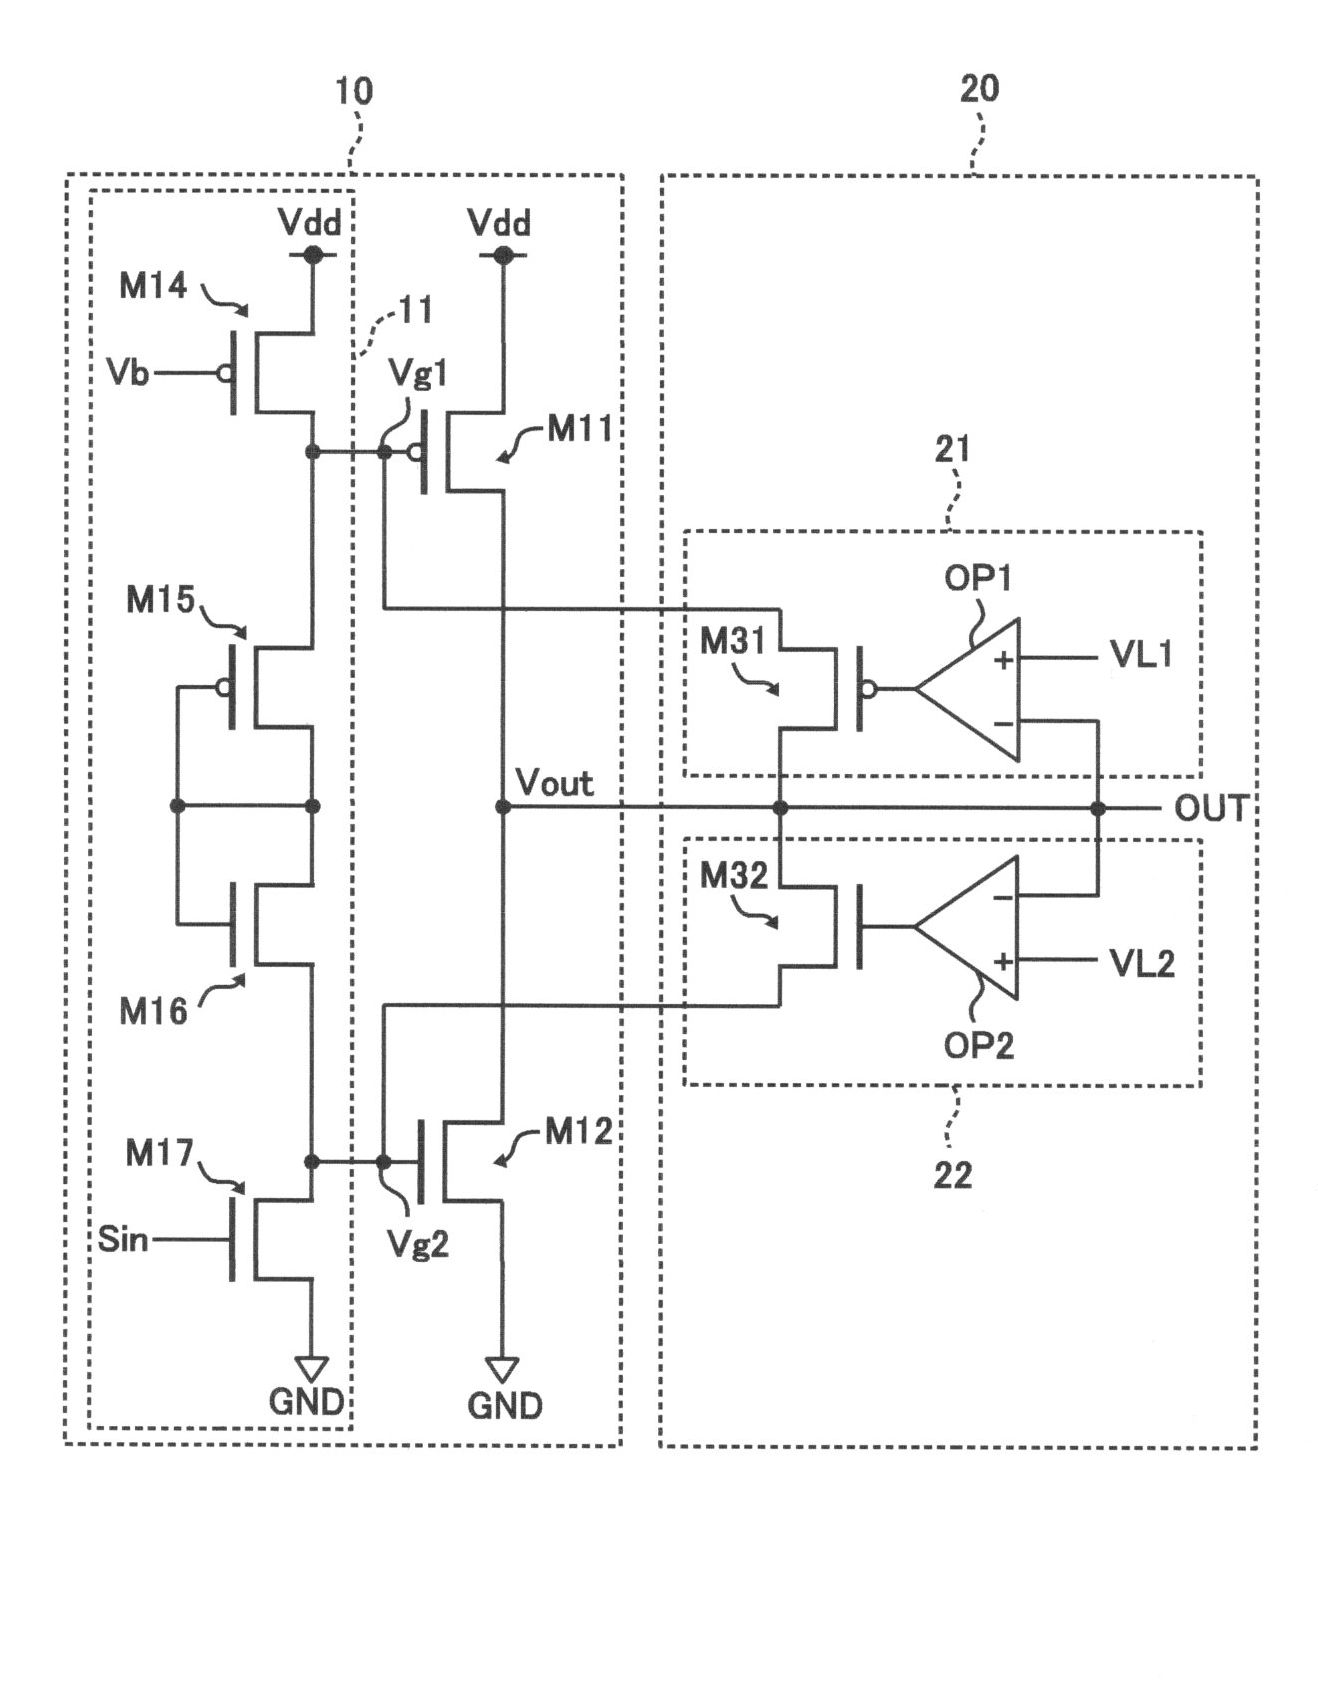 10
20
Vdd
Vdd
M14
11
Vb
Vg1
M11
21
OP1
M15
M31
VL1
Vout
OUT
M32
VL2
M16
OP2
M12
M17
22
Sin
Vg2
GND
GND